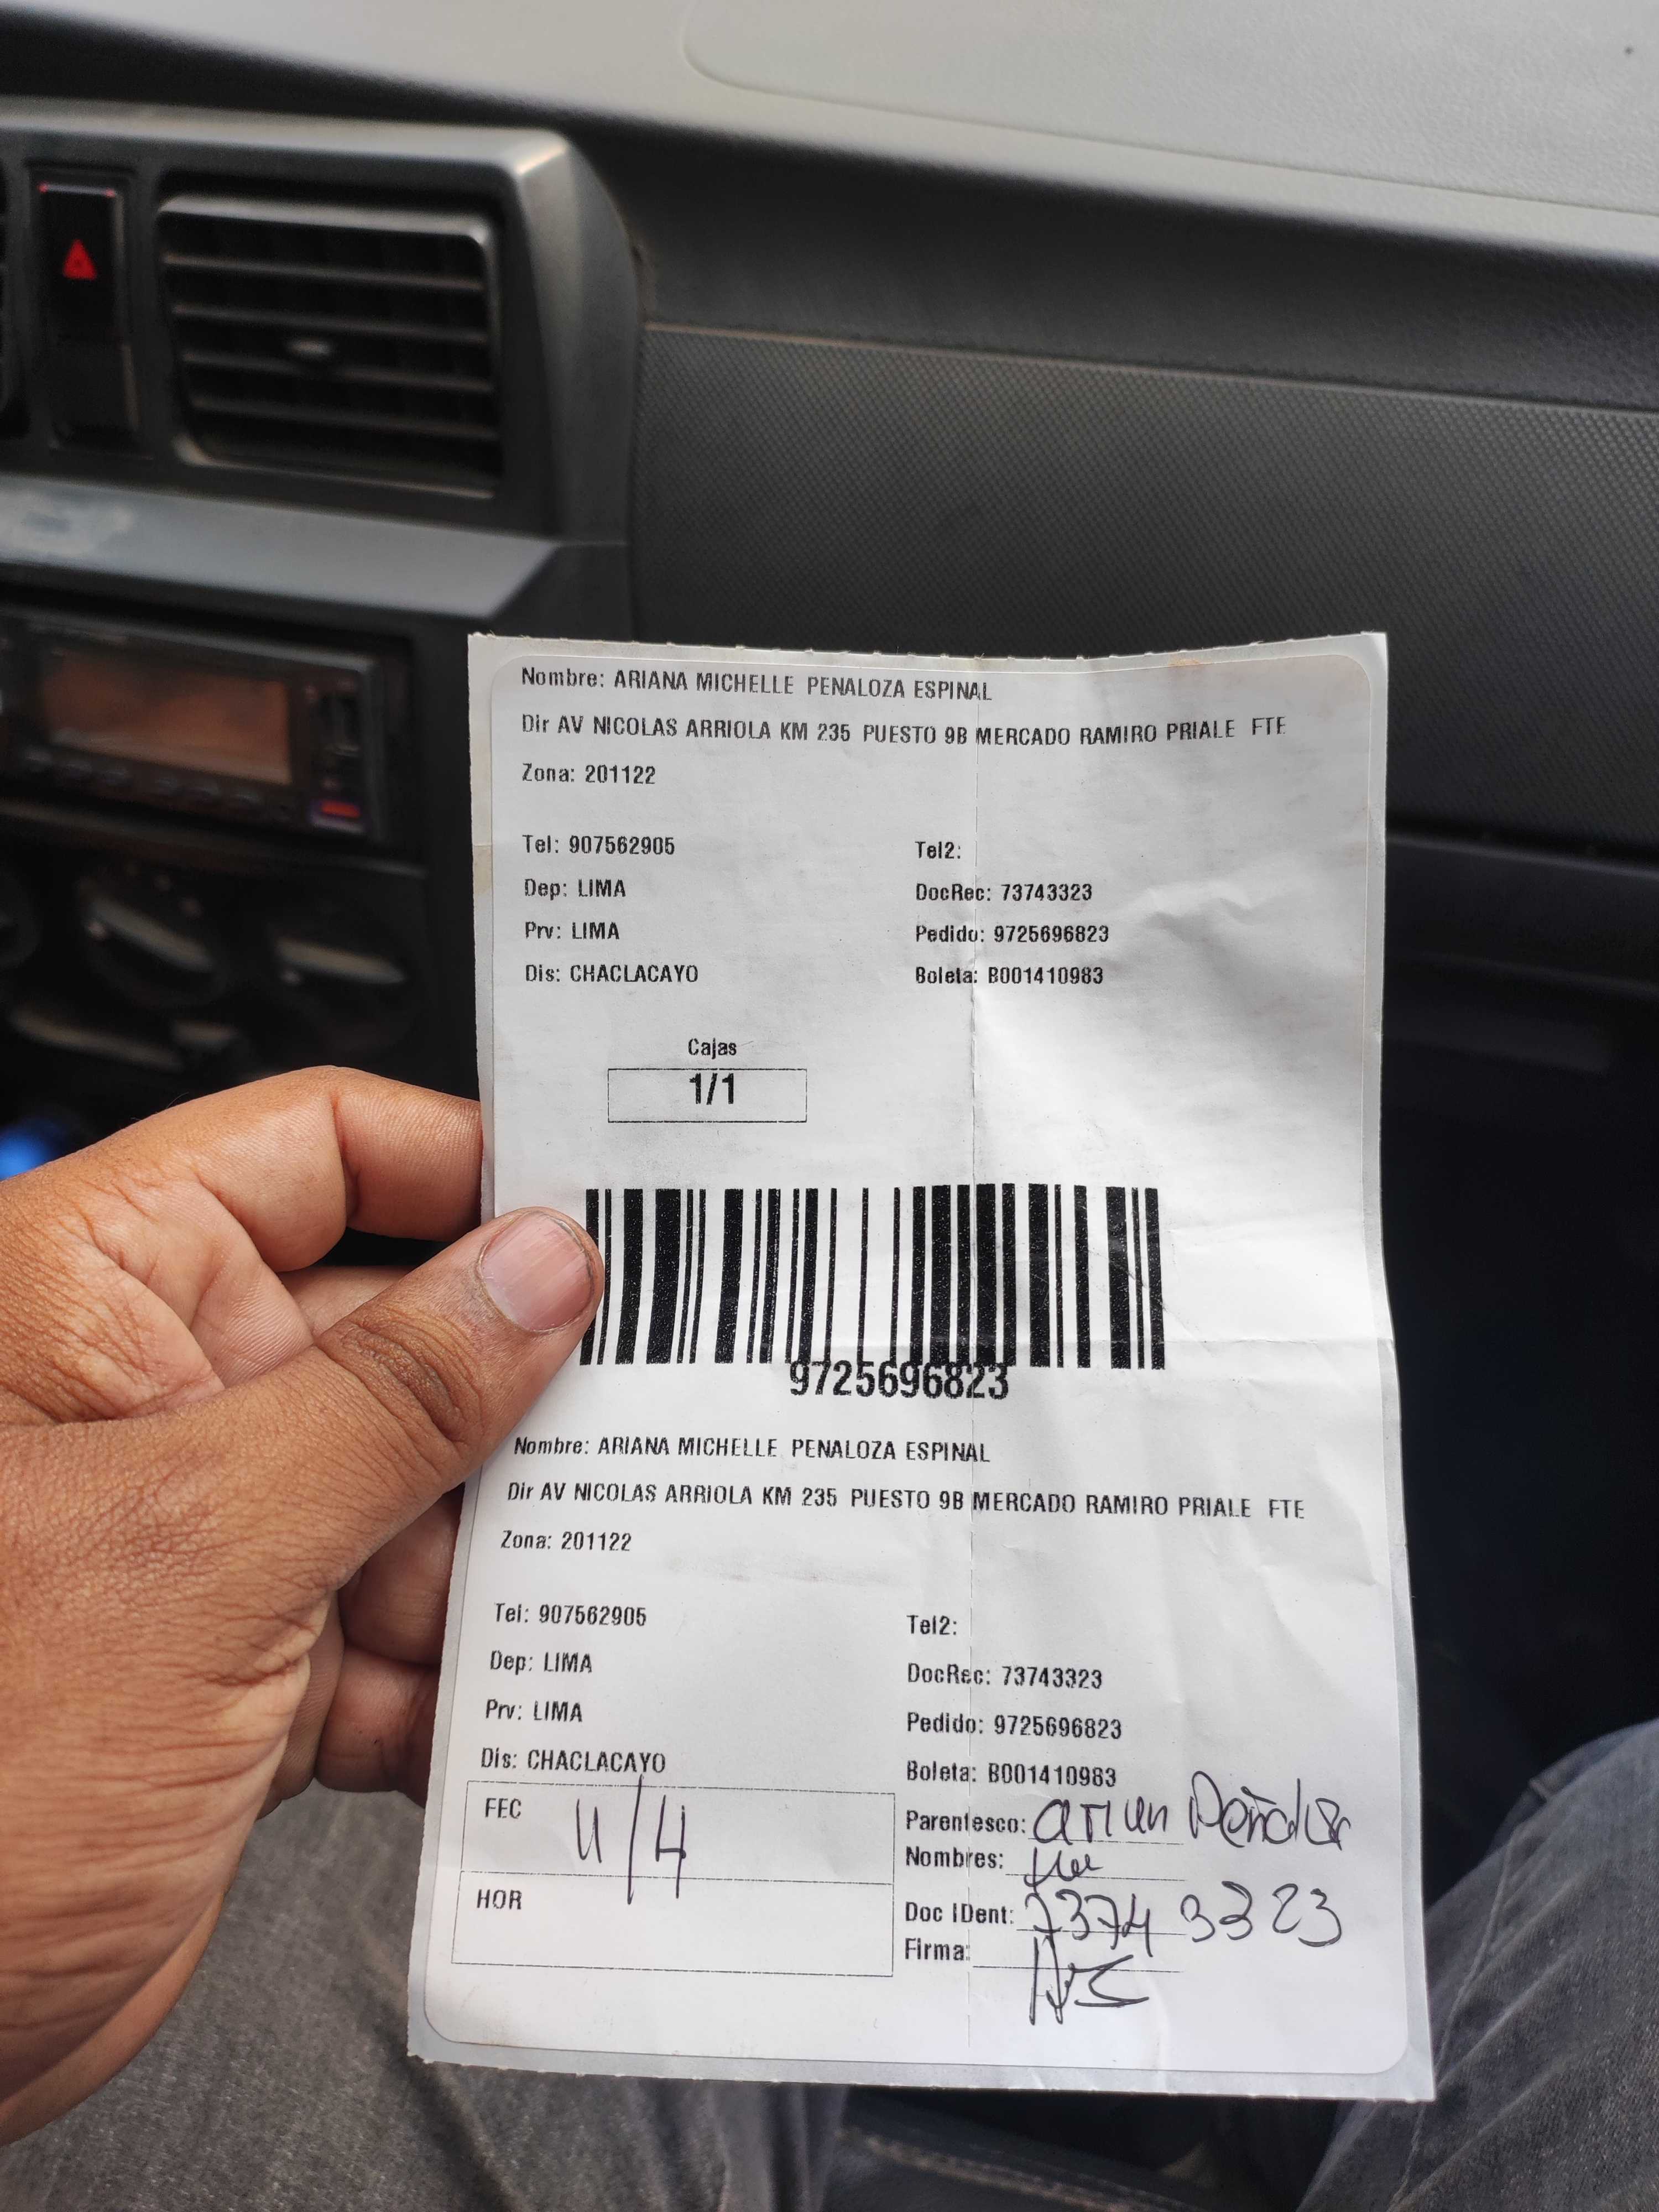 Nombre: ARIANA MICHELLE PENALOZA ESPINAL
Dir AV NICOLAS ARRIOLA KM 235 PUESTO 9B MERCADO RAMIRO PRIALE FTE
Zona: 201122
Tel: 907562905 Tel2:
Dep: LIMA DocRec: 73743323
Prv: LIMA Pedido: 9725696823
Dis: CHACLACAYO Boleta: B001410983
Cajas
1/1
9725696823
Nombre: ARIANA MICHELLE PENALOZA ESPINAL
Dir AV NICOLAS ARRIOLA KM 235 PUESTO 9B MERCADO RAMIRO PRIALE FTE
Zona: 201122
Tel: 907562905 Tel2:
Dep: LIMA DocRec: 73743323
Prv: LIMA Pedido: 9725696823
Dis: CHACLACAYO Boleta: B001410983
FEC 11/4 Parentesco:
Nombres:
HOR Doc IDent: 73743323
Firma: